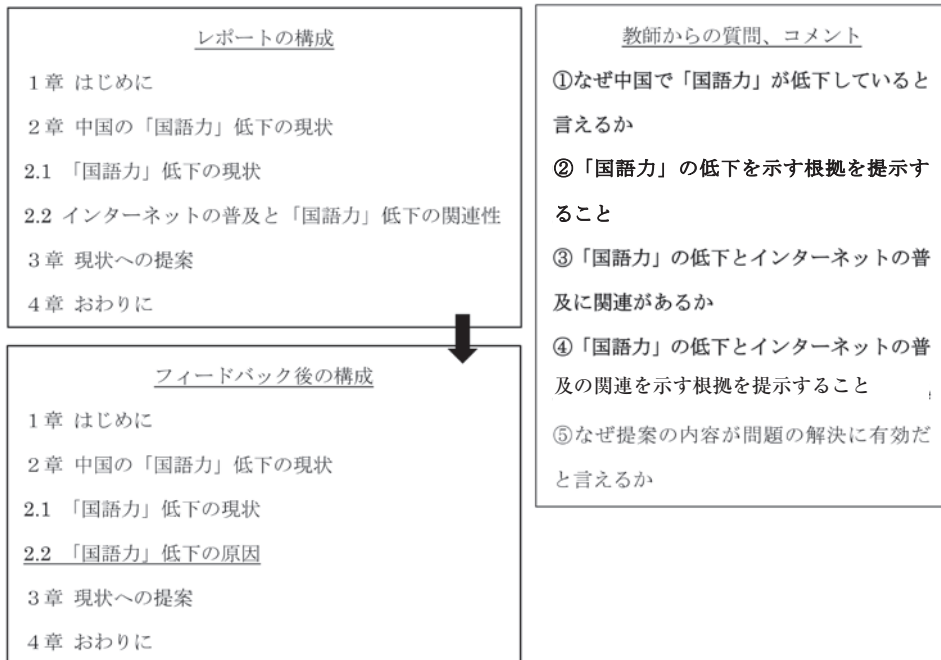 レポートの構成
1章 はじめに
2章 中国の「国語力」低下の現状
2.1 「国語力」低下の現状
2.2 インターネットの普及と「国語力」低下の関連性
3章 現状への提案
4章 おわりに
フィードバック後の構成
1章 はじめに
2章 中国の「国語力」低下の現状
2.1 「国語力」低下の現状
2.2 「国語力」低下の原因
3章 現状への提案
4章 おわりに
教師からの質問、コメント
①なぜ中国で「国語力」が低下していると
言えるか
②「国語力」の低下を示す根拠を提示す
ること
③「国語力」の低下とインターネットの普
及に関連があるか
④「国語力」の低下とインターネットの普
及の関連を示す根拠を提示すること
⑤なぜ提案の内容が問題の解決に有効だ
と言えるか